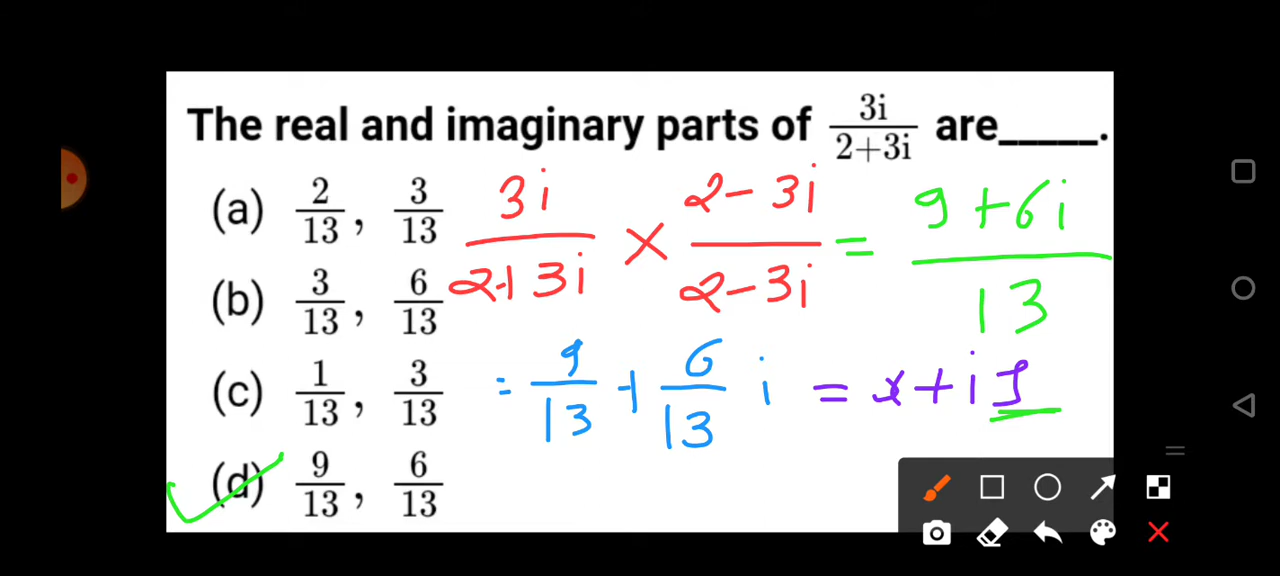 The real and imaginary parts of 3i/2+3i are_____.
(a) 2/13, 3/13
(b) 3/13, 6/13
(c) 1/13, 3/13
(d) 9/13, 6/13
3i/2+3i × 2-3i/2-3i = 9+6i/13
= 9/13 + 6/13 i = x+iy